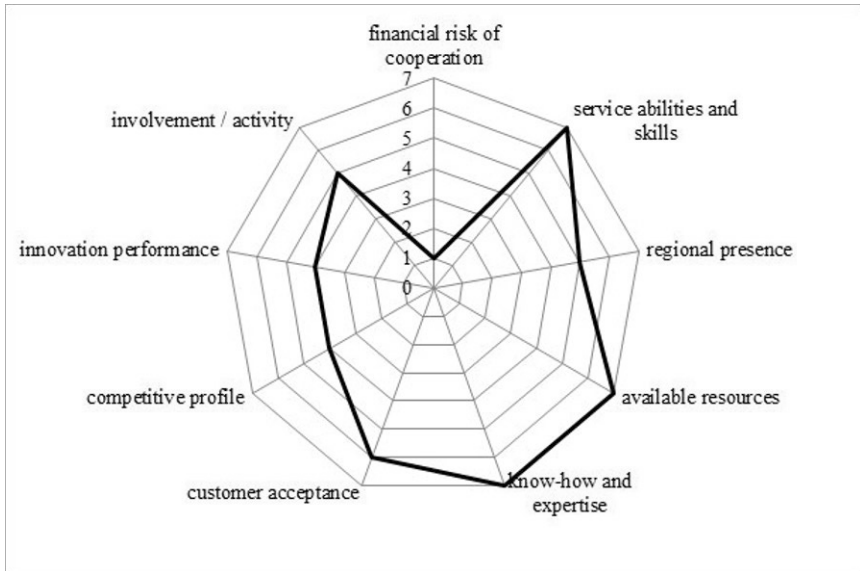 financial risk of
cooperation
7
6
5
4
3
2
1
0
service abilities and
skills
regional presence
available resources
know-how and
expertise
customer acceptance
competitive profile
innovation performance
involvement / activity